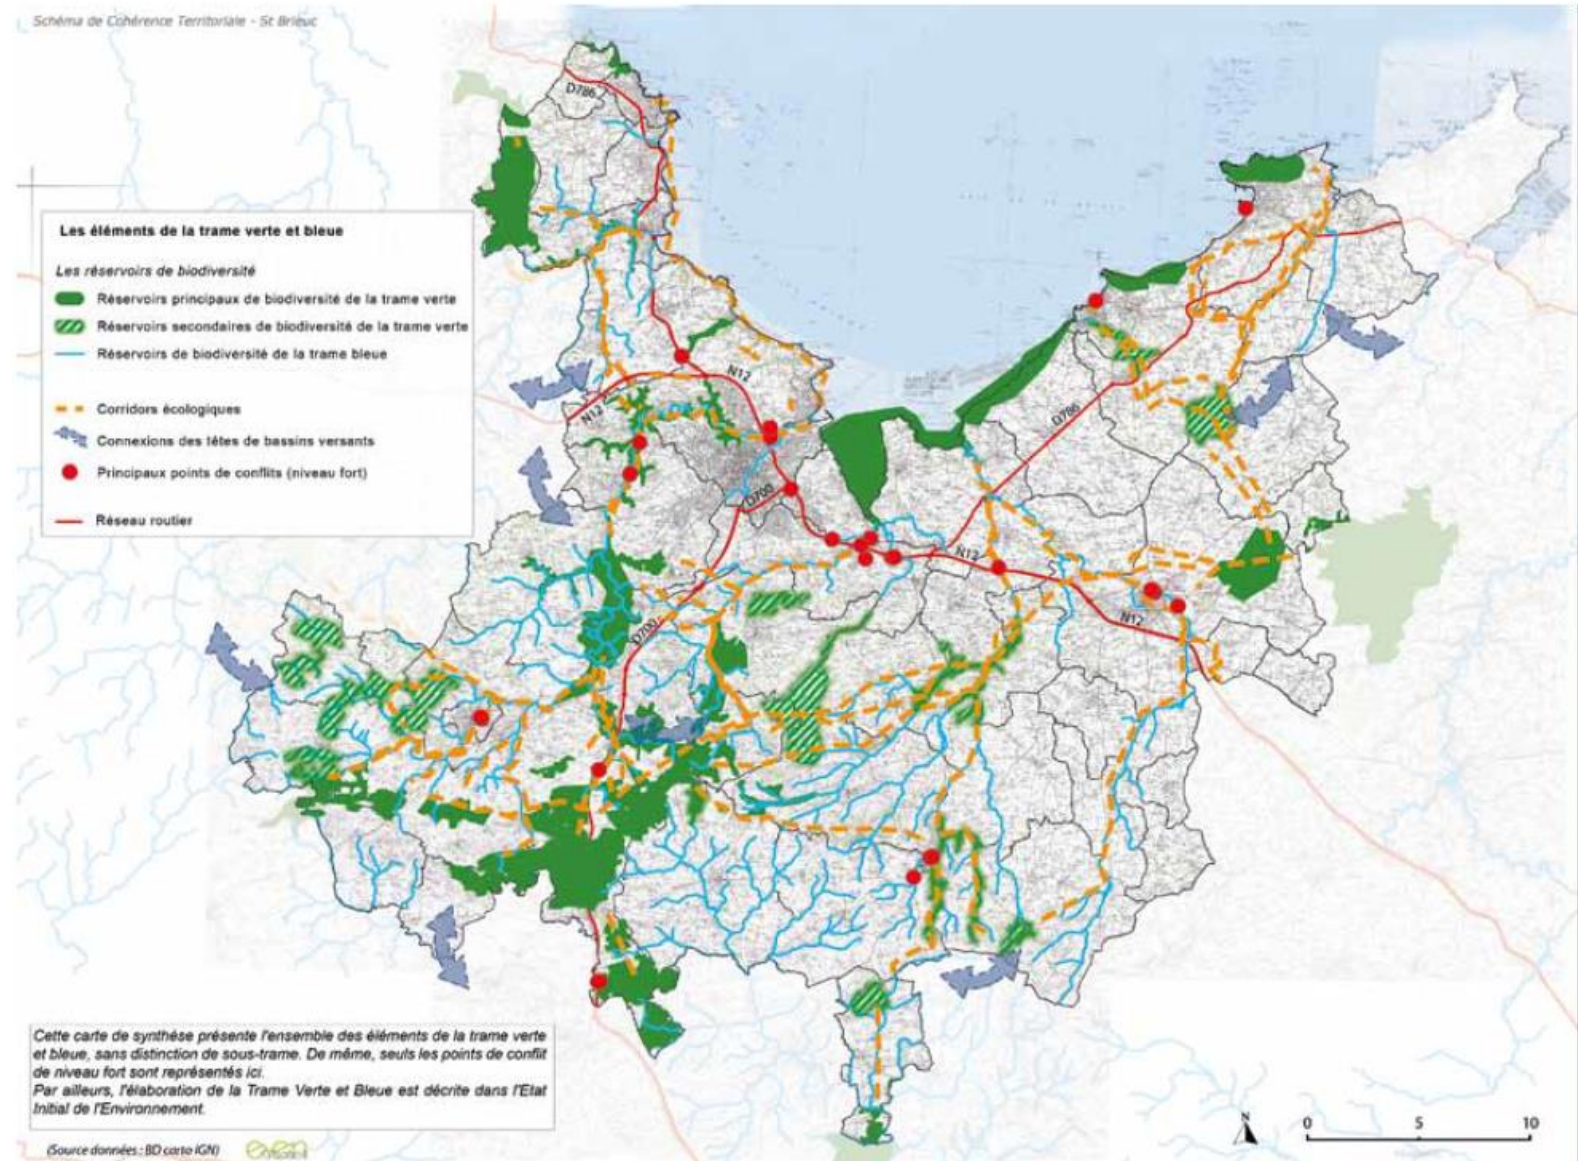 Schéma de Cohérence Territoriale - St Brieuc
D786
Les éléments de la trame verte et bleue
Les réservoirs de biodiversité
Réservoirs principaux de biodiversité de la trame verte
Réservoirs secondaires de biodiversité de la trame verte
Réservoirs de biodiversité de la trame bleue
Corridors écologiques
Connexions des têtes de bassins versants
Principaux points de conflits (niveau fort)
Réseau routier
N12
N12
D786
D700
N12
N12
D700
Cette carte de synthèse présente l'ensemble des éléments de la trame verte
et bleue, sans distinction de sous-trame. De même, seuls les points de conflit
de niveau fort sont représentés ici.
Par ailleurs, l'élaboration de la Trame Verte et Bleue est décrite dans l'Etat
Initial de l'Environnement.
(Source données : BD carto IGN)
N
0 5 10